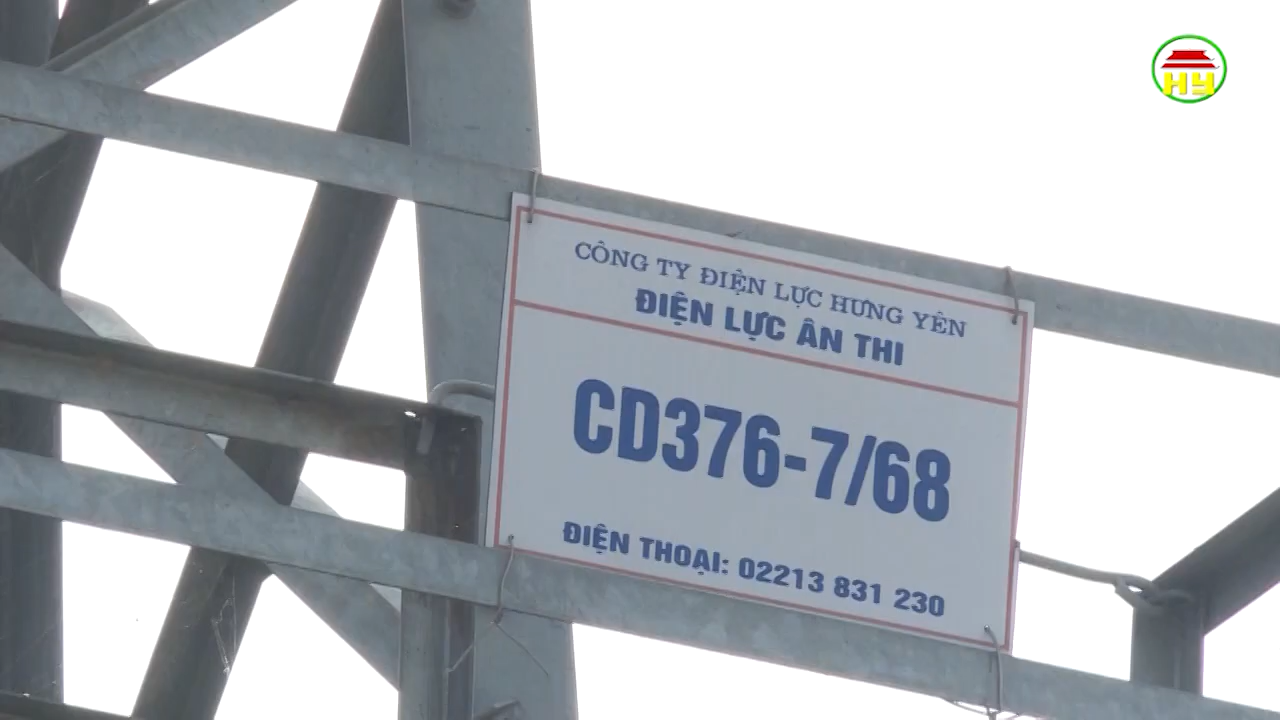 HY
CÔNG TY ĐIỆN LỰC HƯNG YÊN
ĐIỆN LỰC ÂN THI
CD376-7/68
ĐIỆN THOẠI: 02213 831 230